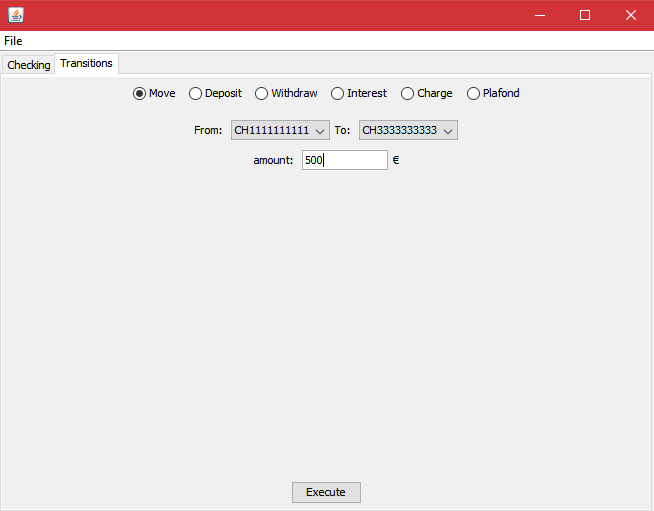 File
Checking Transitions
Move Deposit Withdraw Interest Charge Plafond
From: CH1111111111 To: CH3333333333
amount: 500 €
Execute